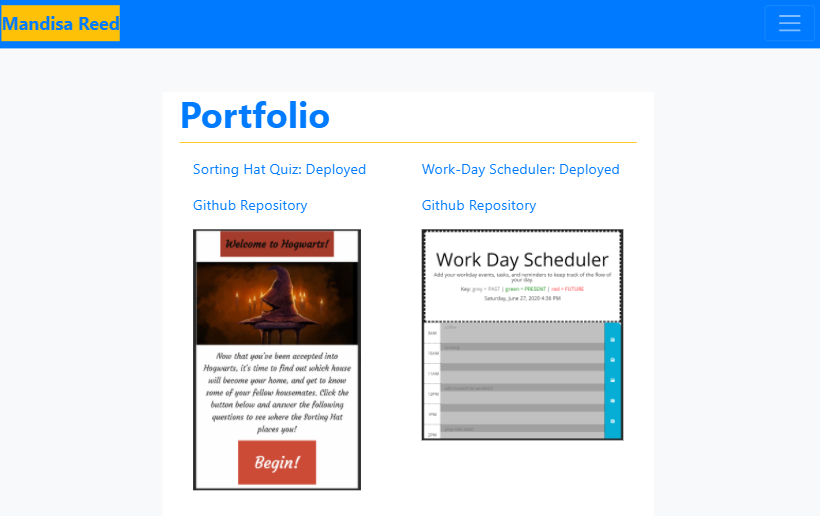 Mandisa Reed
Portfolio
Sorting Hat Quiz: Deployed
Github Repository
Welcome to Hogwarts!
Now that you've been accepted into
Hogwarts, it's time to find out which house
will become your home, and get to know
some of your fellow housemates. Click the
button below and answer the following
questions to see where the Sorting Hat
places you!
Begin!
Work-Day Scheduler: Deployed
Github Repository
Work Day Scheduler
Add your workday events, tasks, and reminders to keep track of the flow of
your day.
Key: grey = PAST | green = PRESENT | red = FUTURE
Saturday, June 27, 2020 4:36 PM
9AM
10AM
11AM
12PM
1PM
2PM